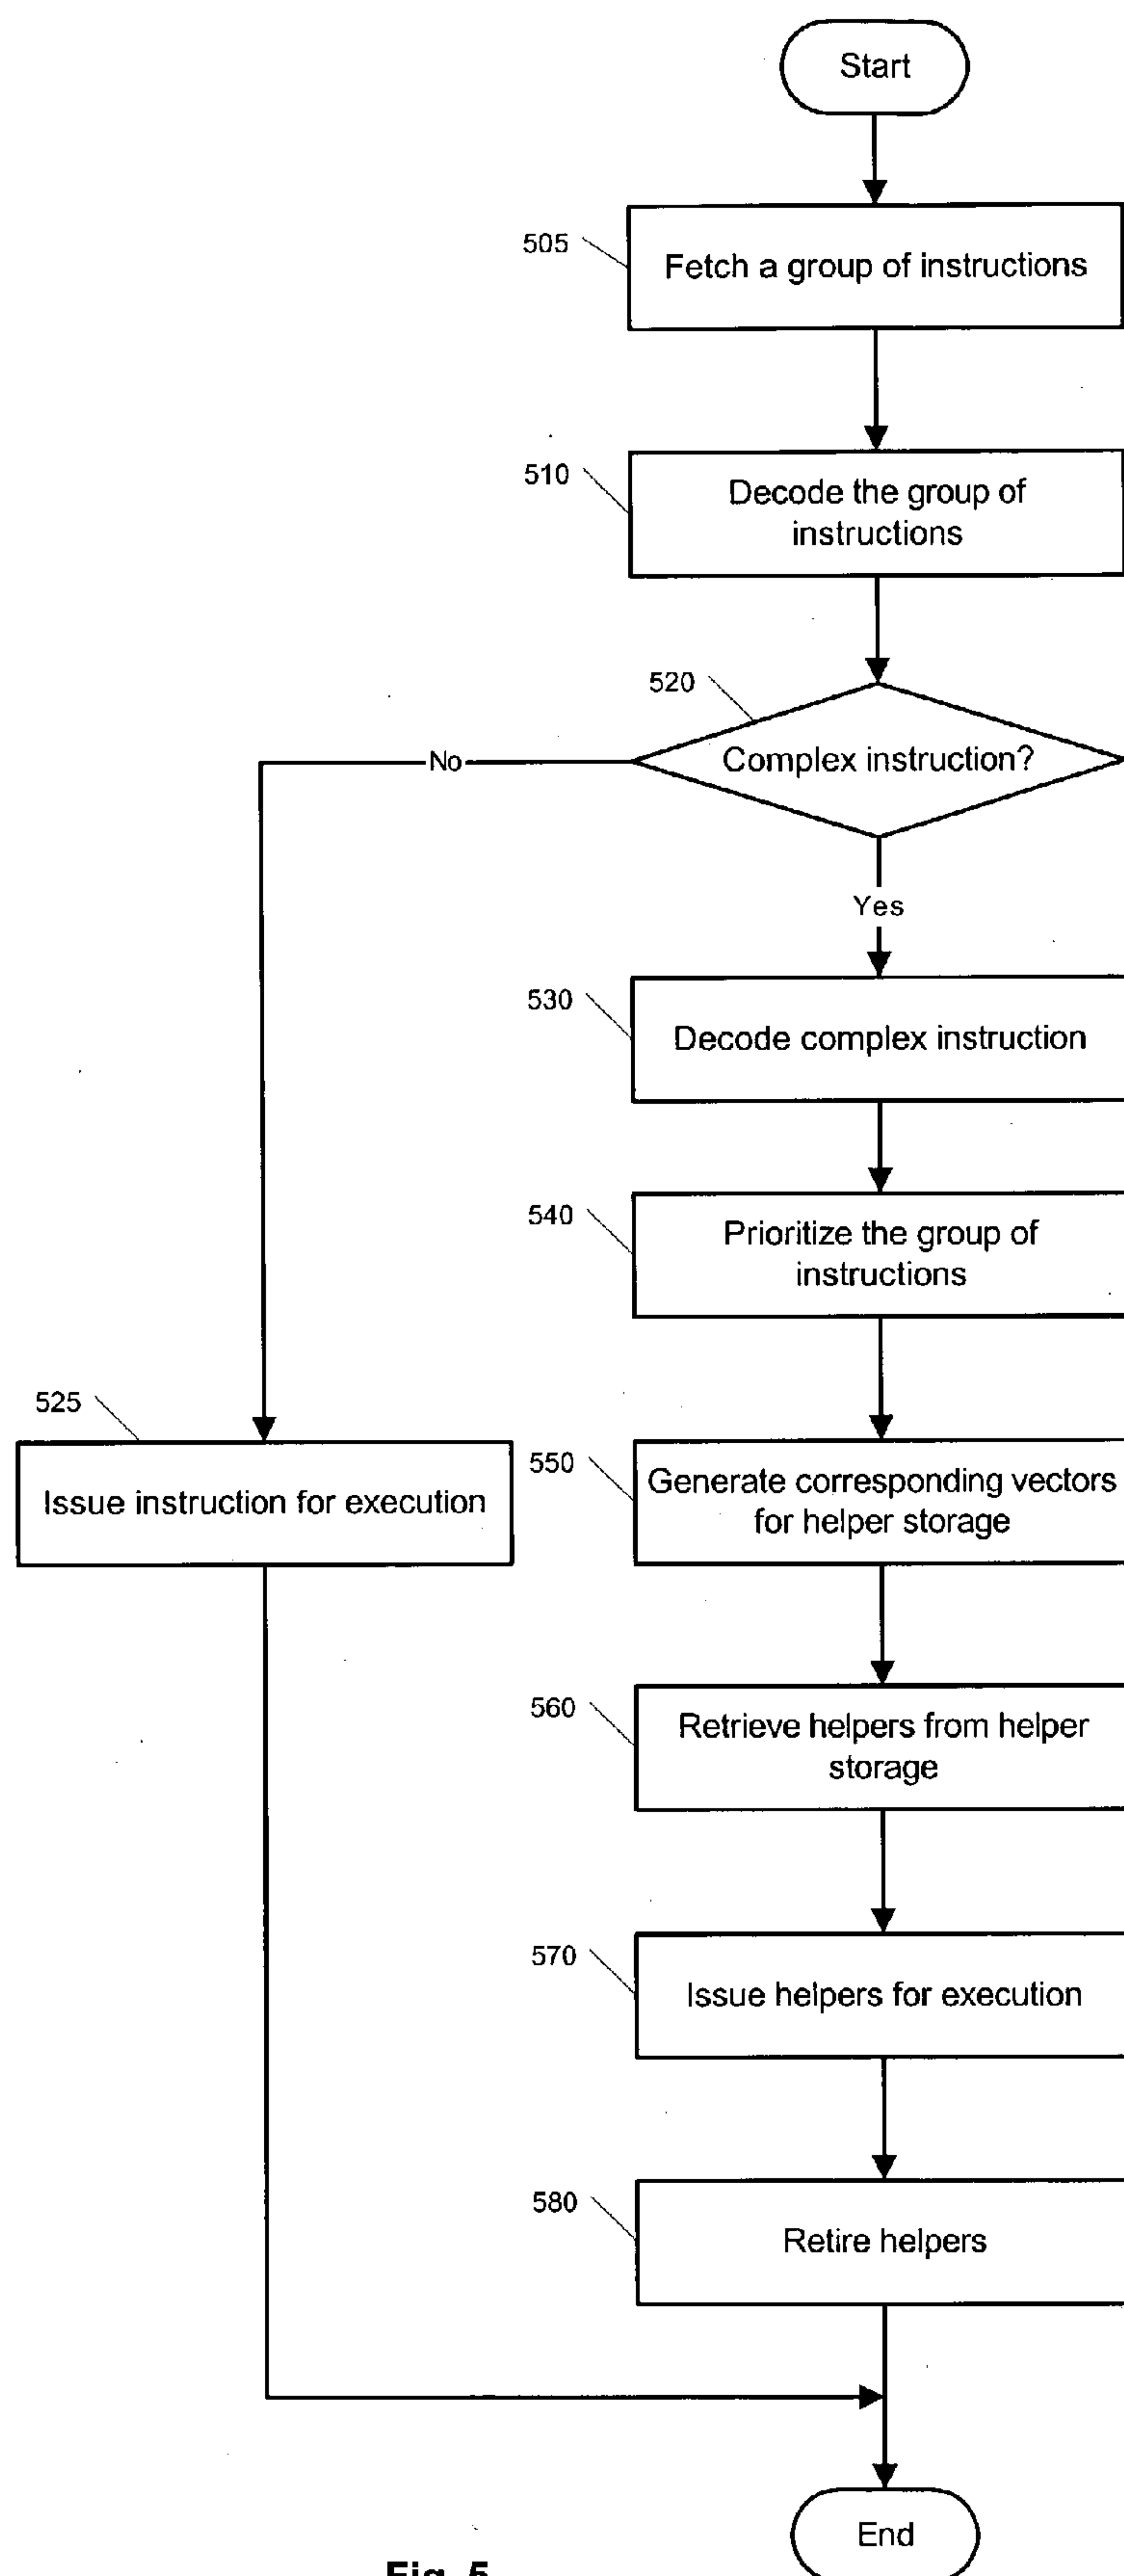 Start
505
Fetch a group of instructions
510
Decode the group of
instructions
520
Complex instruction?
No
Yes
530
Decode complex instruction
540
Prioritize the group of
instructions
525
Issue instruction for execution
550
Generate corresponding vectors
for helper storage
560
Retrieve helpers from helper
storage
570
Issue helpers for execution
580
Retire helpers
End
Fig. 5